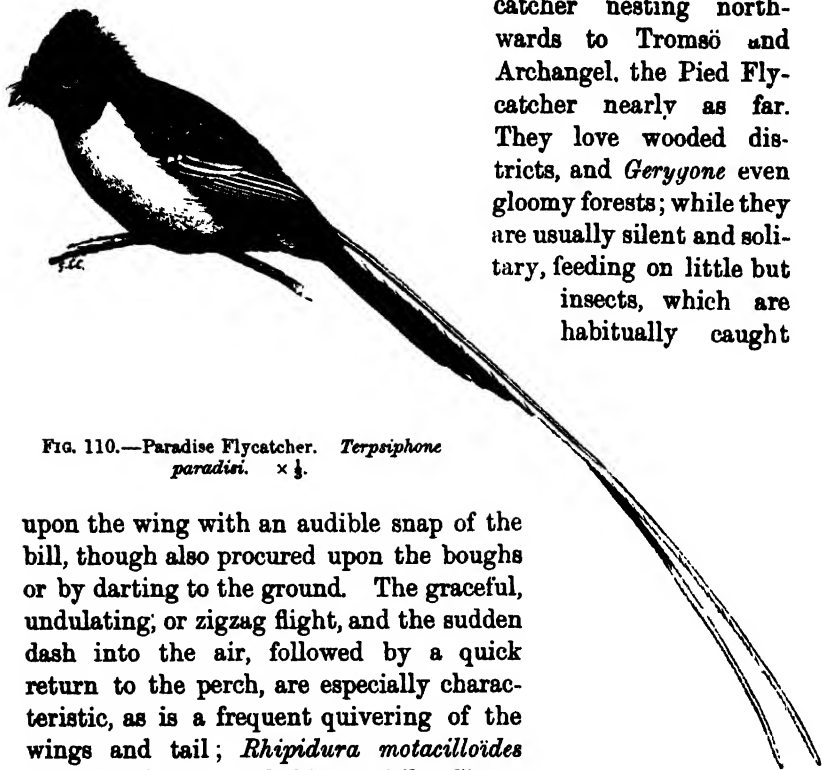 catcher nesting north-
wards to Tromsö and
Archangel, the Pied Fly-
catcher nearly as far.
They love wooded dis-
tricts, and Gerygone even
gloomy forests; while they
are usually silent and soli-
tary, feeding on little but
insects, which are
habitually caught
FIG. 110.—Paradise Flycatcher. Terpsiphone
paradisi. ×
upon the wing with an audible snap of the
bill, though also procured upon the boughs
or by darting to the ground. The graceful,
undulating, or zigzag flight, and the sudden
dash into the air, followed by a quick
return to the perch, are especially charac-
teristic, as is a frequent quivering of the
wings and tail; Rhipidura motacilloïdes